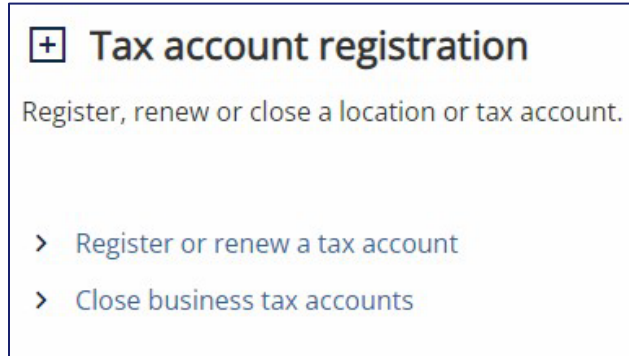 Tax account registration
Register, renew or close a location or tax account.
Register or renew a tax account
Close business tax accounts